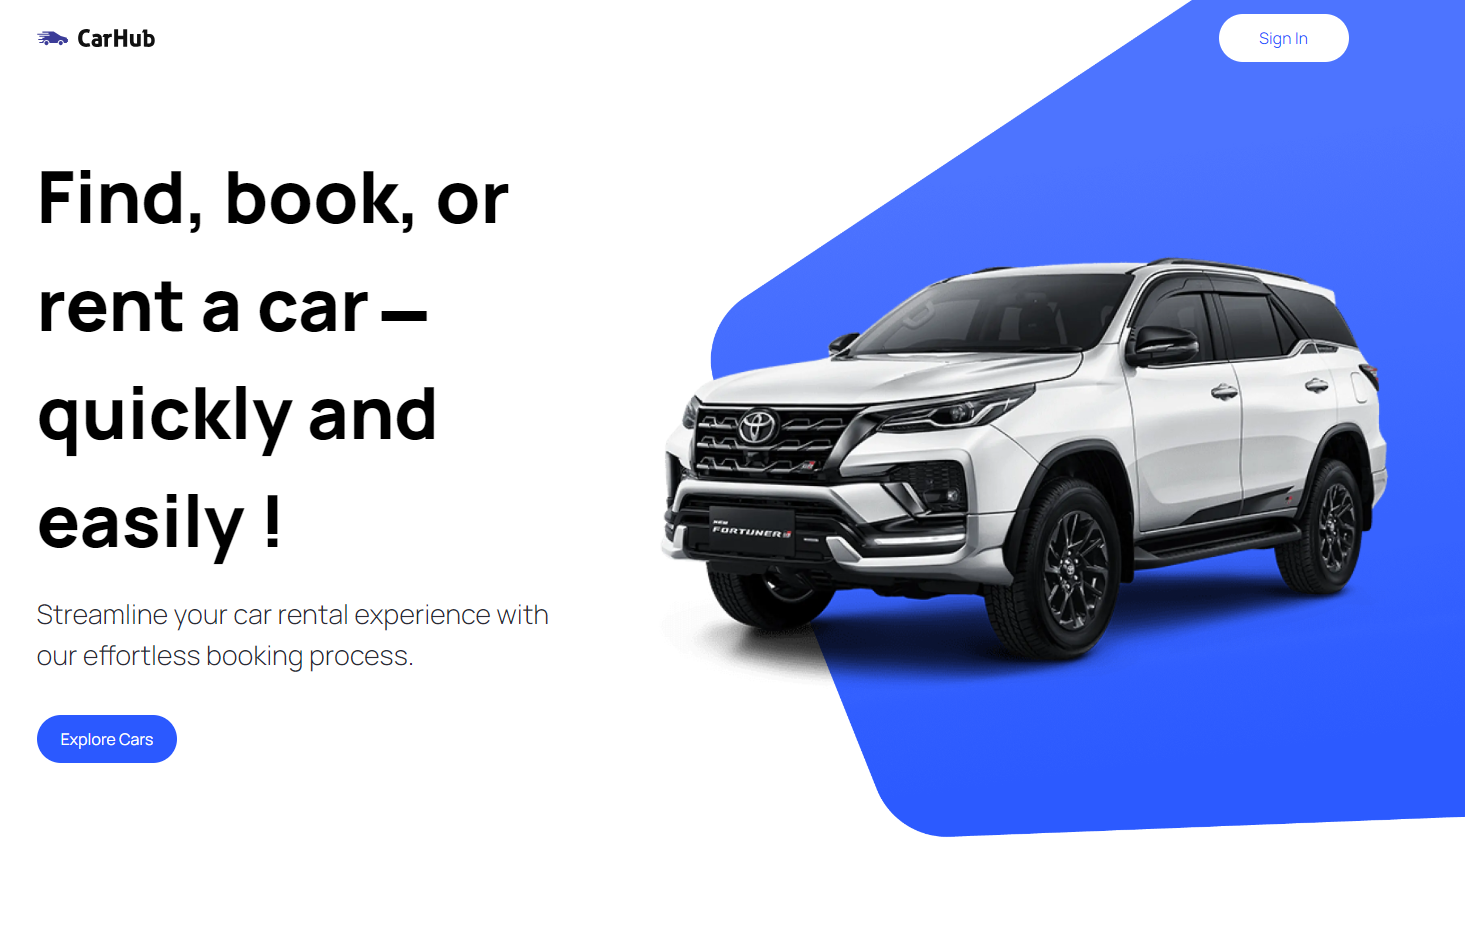 CarHub
Sign In
Find, book, or
rent a car —
quickly and
easily !
Streamline your car rental experience with
our effortless booking process.
Explore Cars
NEW
FORTUNER